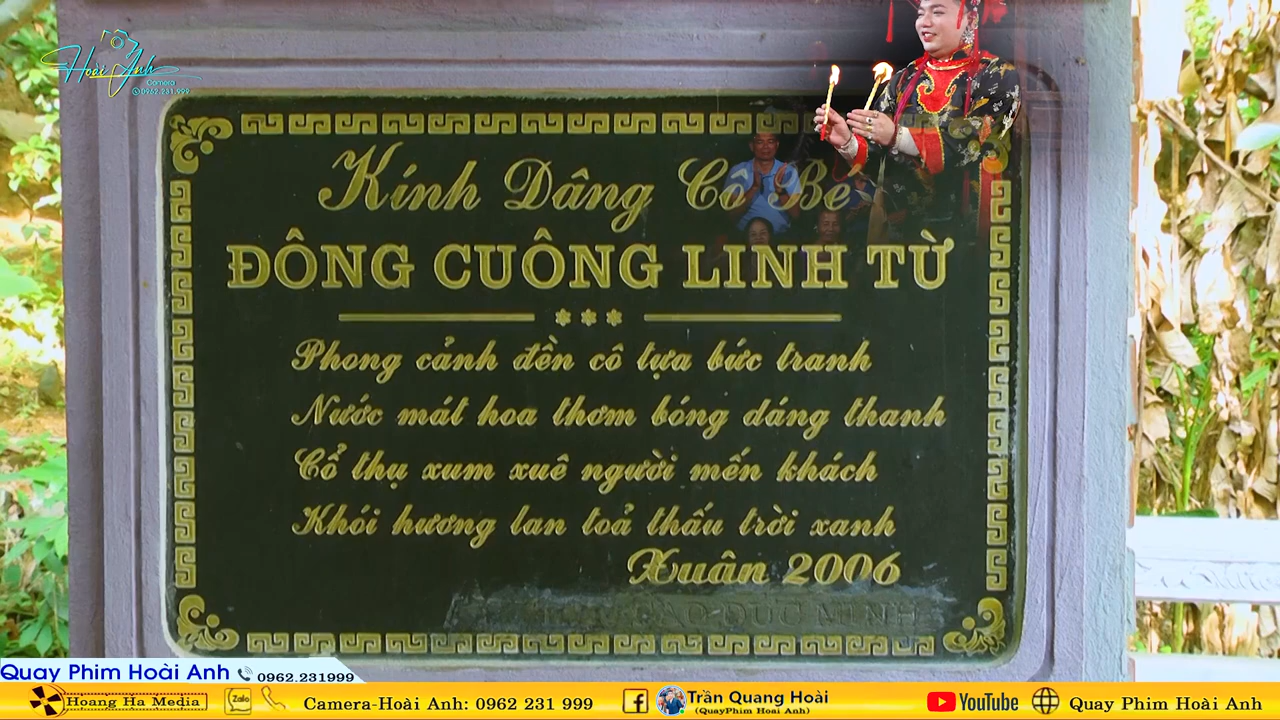 Hoài Anh
Camera
0962.231.999
Kính Dâng Cô Bé
ĐÔNG CUÔNG LINH TỪ
Phong cảnh đền cô tựa bức tranh
Nước mát hoa thơm bóng dáng thanh
Cổ thụ xum xuê người mến khách
Khói hương lan toả thấu trời xanh
Xuân 2006
ĐỨC MINH
Quay Phim Hoài Anh 0962.231999
Hoang Ha Media Zalo Camera-Hoài Anh: 0962 231 999 Trần Quang Hoài YouTube Quay Phim Hoài Anh
(QuayPhim Hoai Anh)